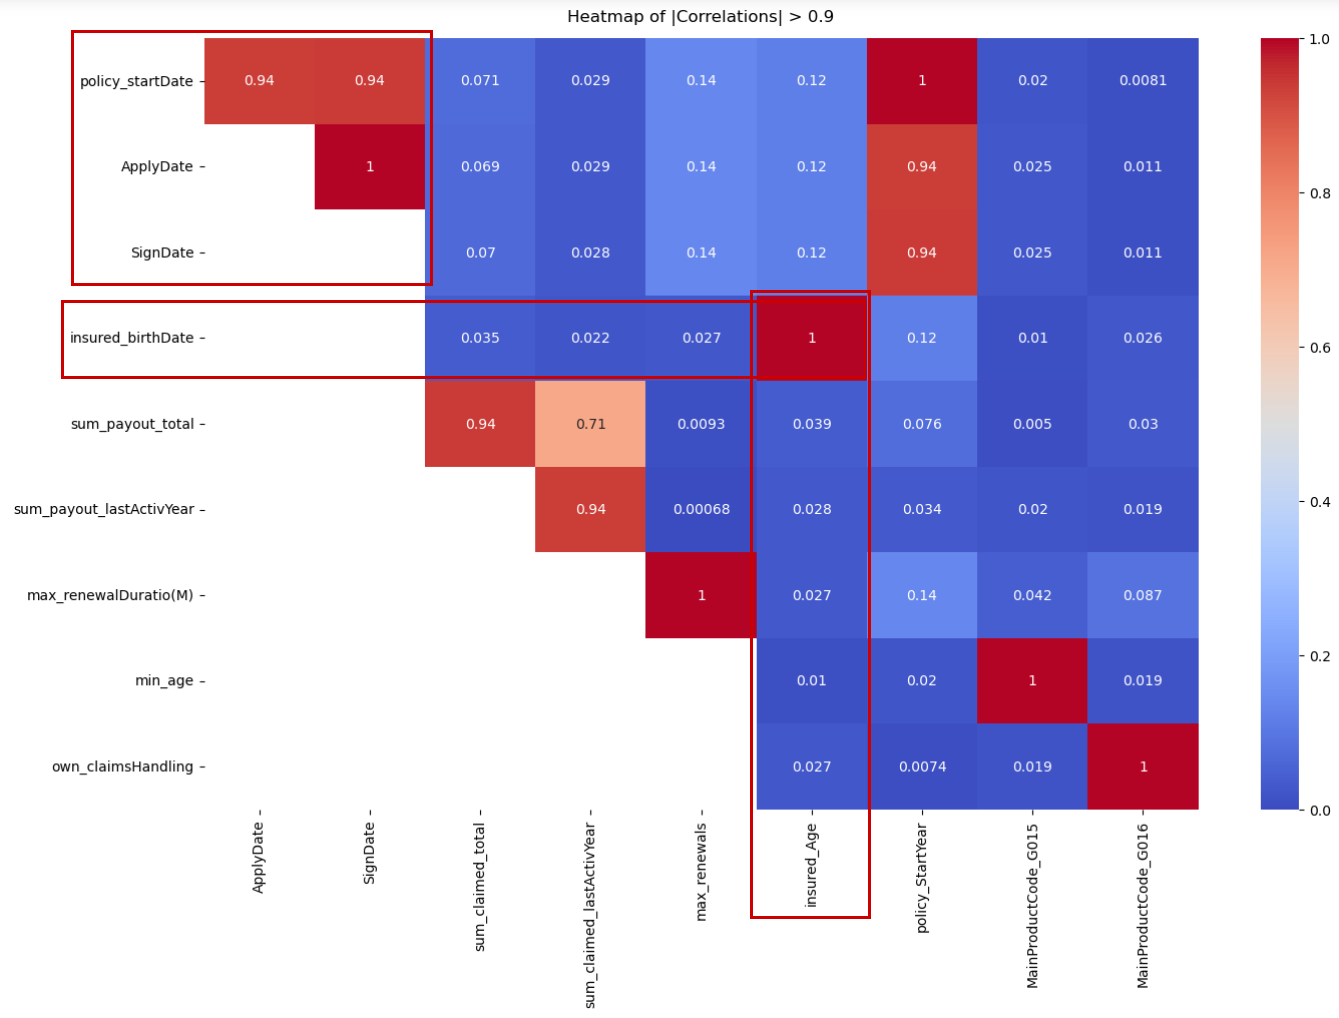 Heatmap of |Correlations| > 0.9
policy_startDate 0.94 0.94 0.071 0.029 0.14 0.12 1 0.02 0.0081
ApplyDate 1 0.069 0.029 0.14 0.12 0.94 0.025 0.011
SignDate 0.07 0.028 0.14 0.12 0.94 0.025 0.011
insured_birthDate 0.035 0.022 0.027 1 0.12 0.01 0.026
sum_payout_total 0.94 0.71 0.0093 0.039 0.076 0.005 0.03
sum_payout_lastActivYear 0.94 0.00068 0.028 0.034 0.02 0.019
max_renewalDuratio(M) 1 0.027 0.14 0.042 0.087
min_age 0.01 0.02 1 0.019
own_claimsHandling 0.027 0.0074 0.019 1
ApplyDate
SignDate
sum_claimed_total
sum_claimed_lastActivYear
max_renewals
insured_Age
policy_StartYear
MainProductCode_G015
MainProductCode_G016
1.0
0.8
0.6
0.4
0.2
0.0